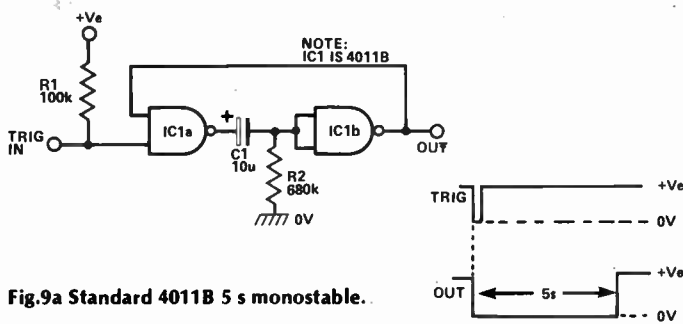 +Ve
NOTE:
IC1 IS 4011B
R1
100k
IC1a
+
IC1b
TRIG
IN
C1
10u
OUT
R2
680k
0V
TRIG
+Ve
0V
OUT
5s
+Ve
0V
Fig.9a Standard 4011B 5 s monostable.